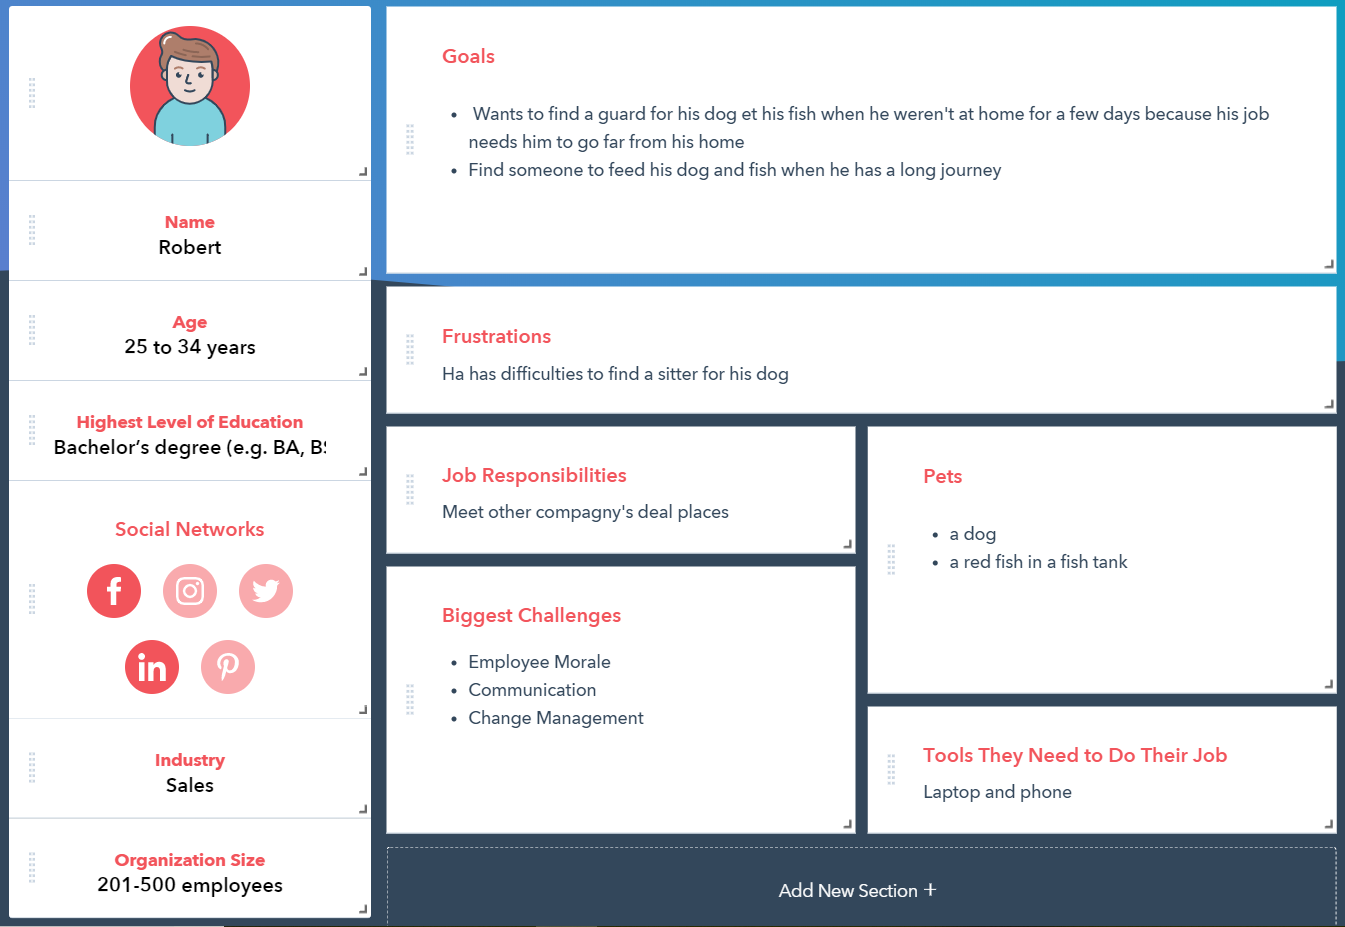 Name
Robert
Age
25 to 34 years
Highest Level of Education
Bachelor's degree (e.g. BA, BS
Social Networks
f
in
Industry
Sales
Organization Size
201-500 employees
Goals
• Wants to find a guard for his dog et his fish when he weren't at home for a few days because his job
needs him to go far from his home
• Find someone to feed his dog and fish when he has a long journey
Frustrations
Ha has difficulties to find a sitter for his dog
Job Responsibilities
Meet other compagny's deal places
Biggest Challenges
• Employee Morale
• Communication
• Change Management
Pets
• a dog
• a red fish in a fish tank
Tools They Need to Do Their Job
Laptop and phone
Add New Section +